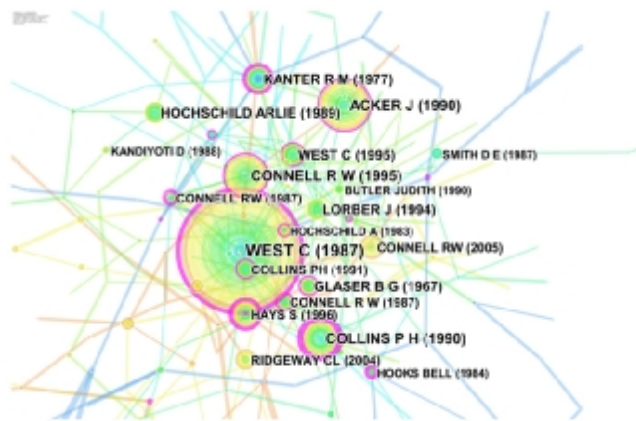 KANTER R M (1977)
ACKER J (1990)
HOCHSCHILD ARLIE (1989)
KANDIYOTI D (1988)
WEST C (1995)
SMITH D E (1987)
CONNELL R W (1995)
BUTLER JUDITH (1990)
CONNELL RW (1987)
LORBER J (1994)
HOCHSCHILD A (1983)
WEST C (1987)
CONNELL RW (2005)
COLLINS PH (1991)
GLASER B G (1967)
CONNELL R W (1987)
HAYS S (1996)
COLLINS P H (1990)
RIDGEWAY CL (2004)
HOOKS BELL (1984)